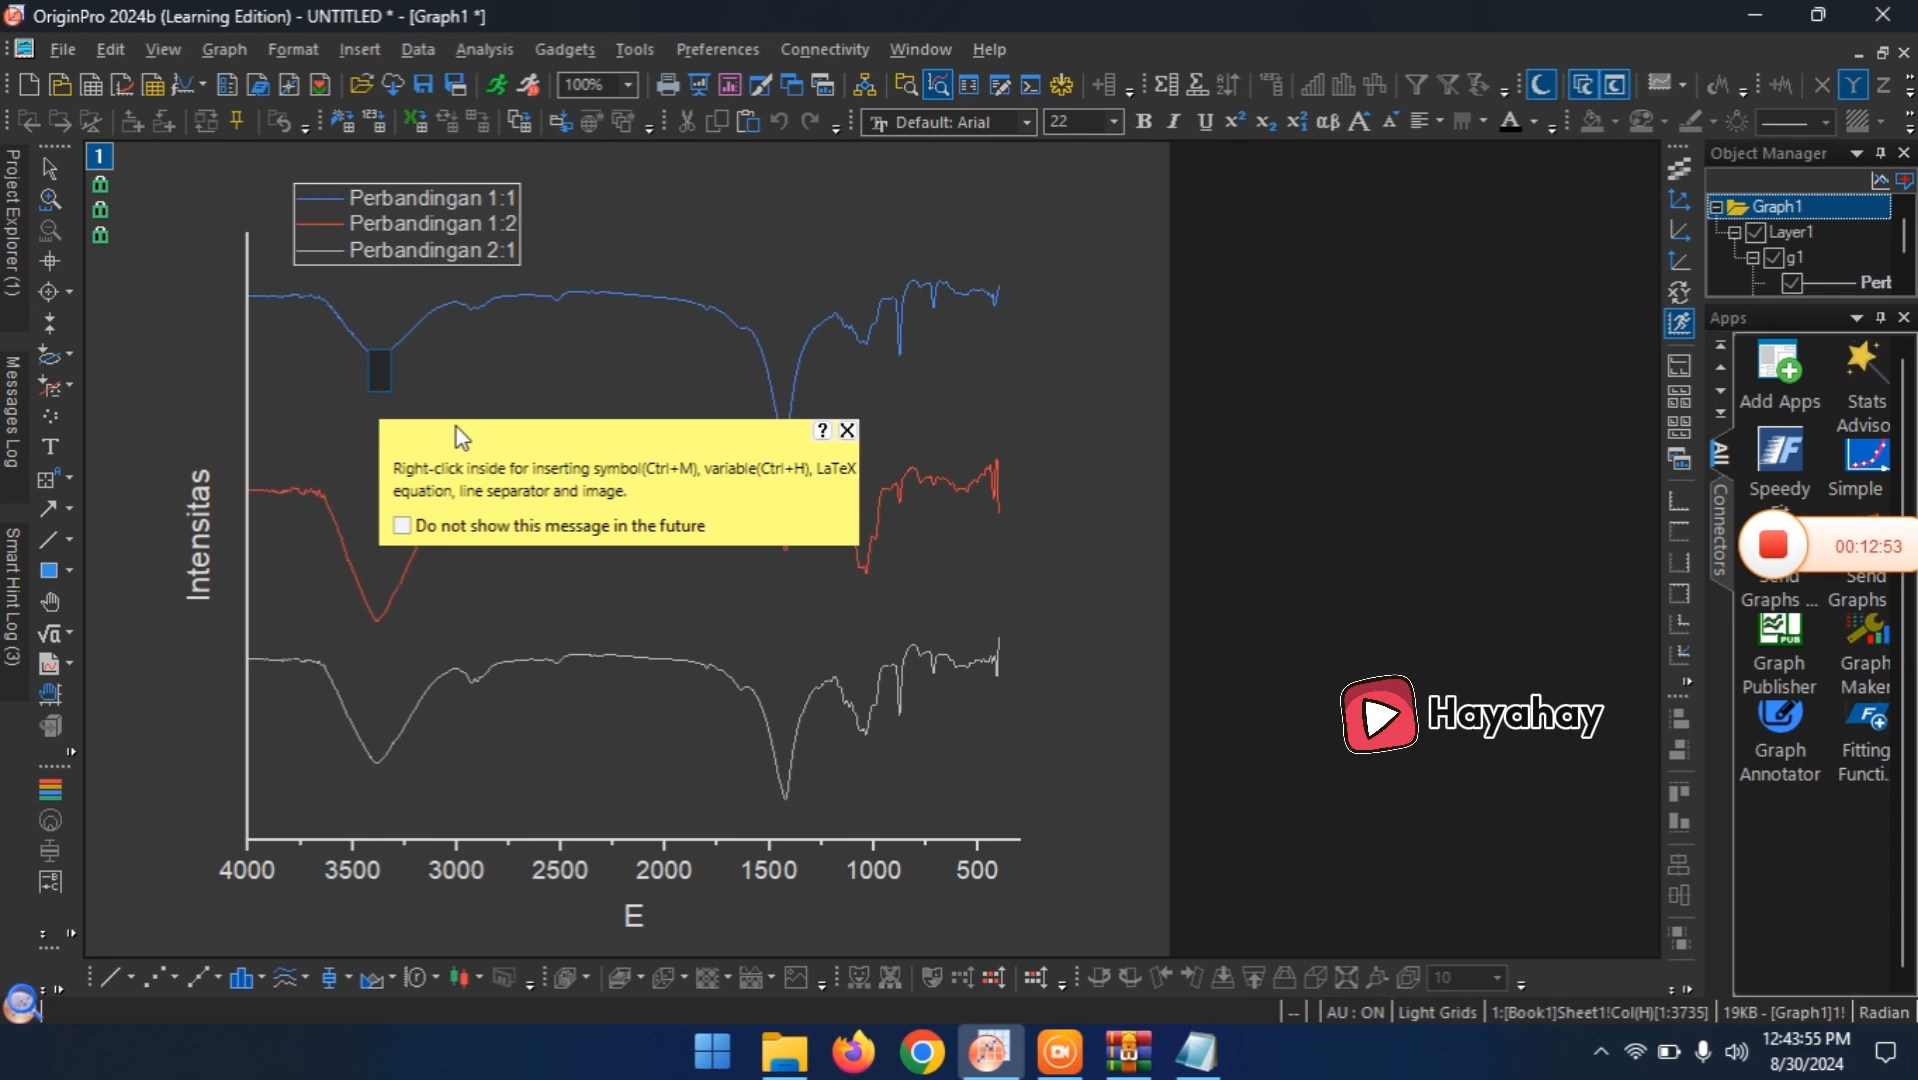 OriginPro 2024b (Learning Edition) - UNTITLED * - [Graph1 *]
File Edit View Graph Format Insert Data Analysis Gadgets Tools Preferences Connectivity Window Help
100%
Default: Arial 22 B I U αβ A A A
Project Explorer (1)
Messages Log
Smart Hint Log (3)
1
Perbandingan 1:1
Perbandingan 1:2
Perbandingan 2:1
Right-click inside for inserting symbol(Ctrl+M), variable(Ctrl+H), LaTeX
equation, line separator and image.
Do not show this message in the future
Intensitas
4000 3500 3000 2500 2000 1500 1000 500
E
Hayahay
Object Manager
Graph1
Layer1
g1
Pert
Apps
All
Connectors
Add Apps
Stats
Adviso
Speedy
Fit
Simple
00:12:53
Send
Graphs ...
Send
Graphs
Graph
Publisher
Graph
Maker
Graph
Annotator
Fitting
Functi.
10
-- AU : ON Light Grids 1:[Book1]Sheet1!Col(H)[1:3735] 19KB - [Graph1]1! Radian
12:43:55 PM
8/30/2024